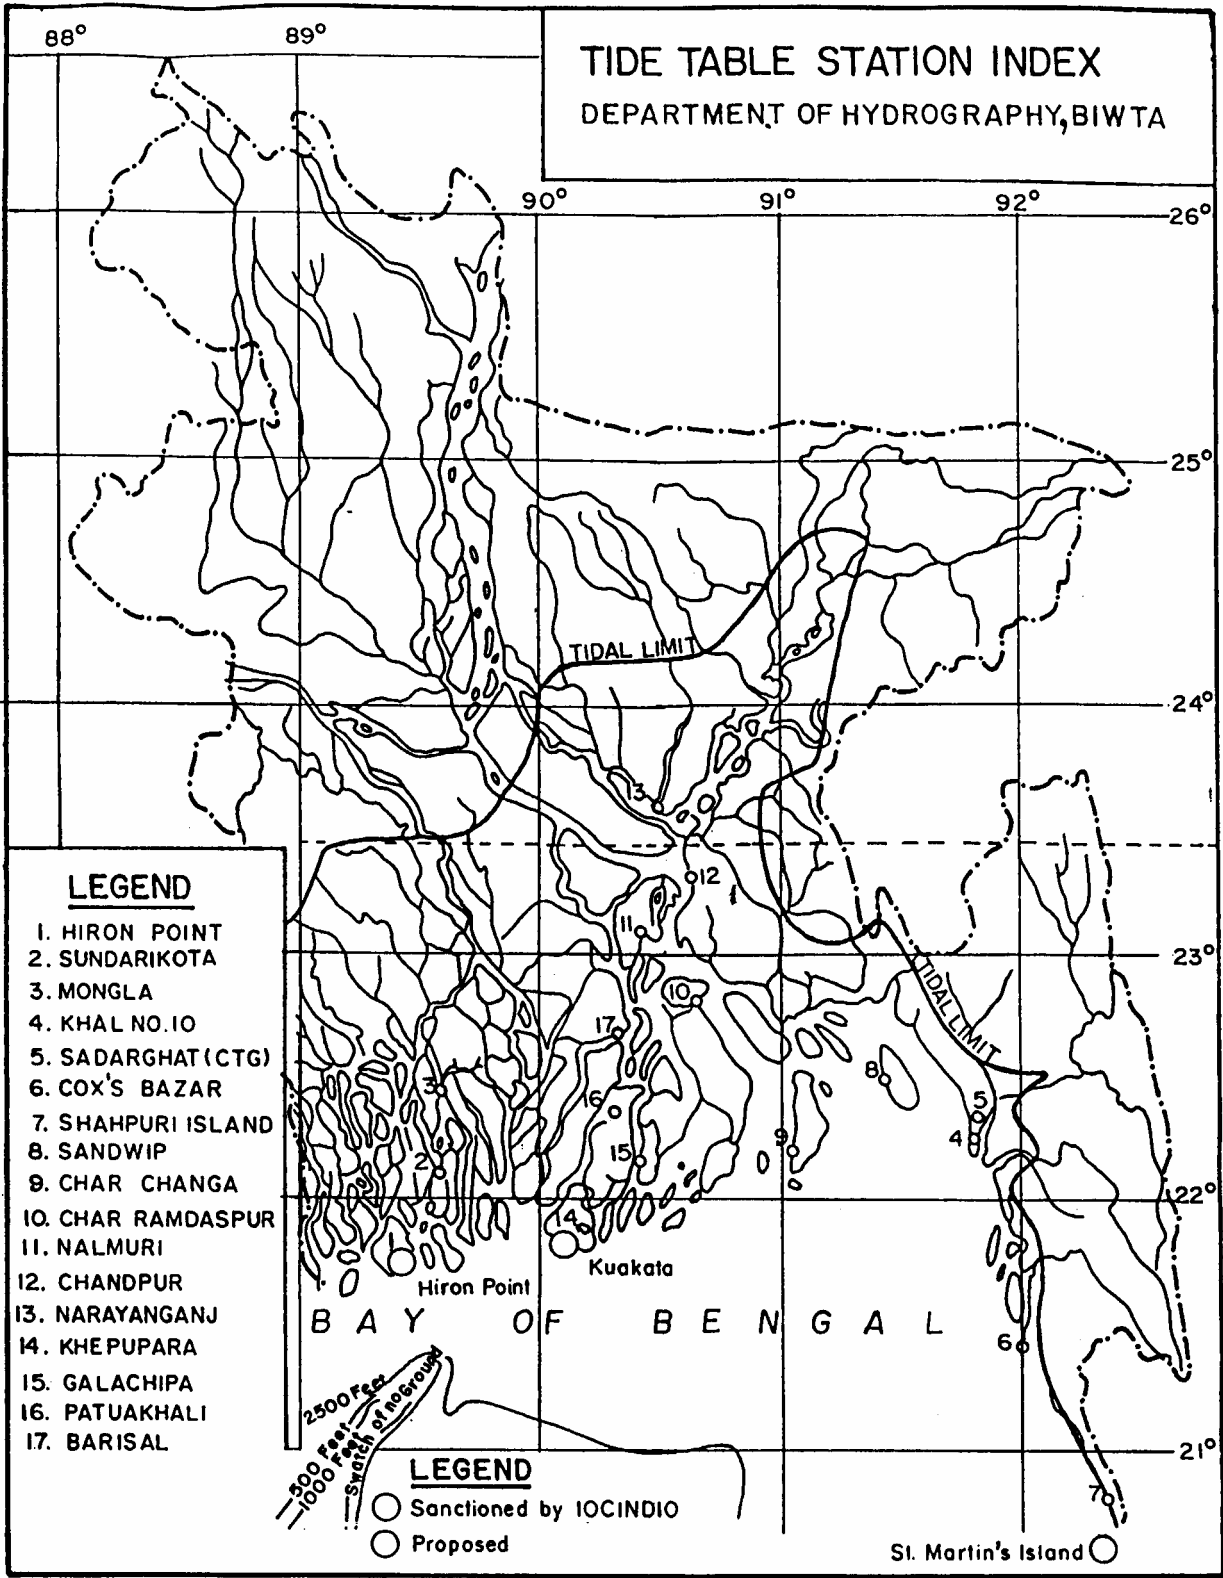 88°
89°
TIDE TABLE STATION INDEX
DEPARTMENT OF HYDROGRAPHY, BIWTA
90°
91°
92°
26°
25°
TIDAL LIMIT
24°
13
12
11
23°
TIDAL LIMIT
10
17
8
3
16
5
4
9
15
2
22°
14
Kuakata
Hiron Point
BAY OF BENGAL
6
21°
7
LEGEND
1. HIRON POINT
2. SUNDARIKOTA
3. MONGLA
4. KHAL NO.10
5. SADARGHAT (CTG)
6. COX'S BAZAR
7. SHAHPURI ISLAND
8. SANDWIP
9. CHAR CHANGA
10. CHAR RAMDASPUR
11. NALMURI
12. CHANDPUR
13. NARAYANGANJ
14. KHEPUPARA
15. GALACHIPA
16. PATUAKHALI
17. BARISAL
2500 Feet
500 Feet
1000 Feet
Swatch of no Ground
LEGEND
Sanctioned by IOCINDIO
Proposed
St. Martin's Island